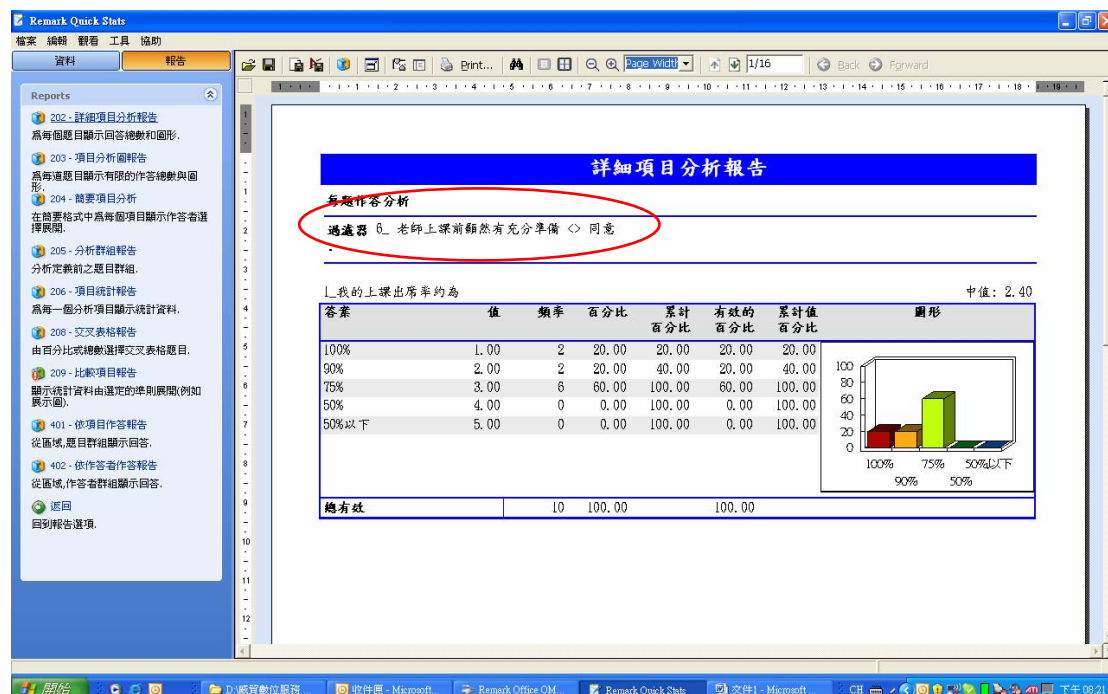 Remark Quick Stats
檔案 編輯 觀看 工具 協助
資料 報告
Print... Page Width 1/16 Back Forward
Reports
202 - 詳細項目分析報告
爲每個題目顯示回答總數和圖形.
203 - 項目分析圖報告
爲每道題目顯示有限的作答總數與圖
形.
204 - 簡要項目分析
在簡要格式中爲每個項目顯示作答者選
擇展開.
205 - 分析群組報告
分析定義前之題目群組.
206 - 項目統計報告
爲每一個分析項目顯示統計資料.
208 - 交叉表格報告
由百分比或總數選擇交叉表格題目.
209 - 比較項目報告
顯示統計資料由選定的準則展開(例如
展示圖).
401 - 依項目作答報告
從區域,題目群組顯示回答.
402 - 依作答者作答報告
從區域,作答者群組顯示回答.
返回
回到報告選項.
詳細項目分析報告
每題作答分析
過濾器 6_ 老師上課前顯然有充分準備 <> 同意
1_我的上課出席率約為 中值: 2.40
答案 值 頻率 百分比 累計百分比 有效的百分比 累計值百分比 圖形
100% 1.00 2 20.00 20.00 20.00 20.00
90% 2.00 2 20.00 40.00 20.00 40.00
75% 3.00 6 60.00 100.00 60.00 100.00
50% 4.00 0 0.00 100.00 0.00 100.00
50%以下 5.00 0 0.00 100.00 0.00 100.00
100
80
60
40
20
0
100% 75% 50%以下
90% 50%
總有效 10 100.00 100.00
開始 D:\威貿數位服務... 收件匣 - Microsoft... Remark Office OM... Remark Quick Stats 文件1 - Microsoft ... CH 下午 08:21